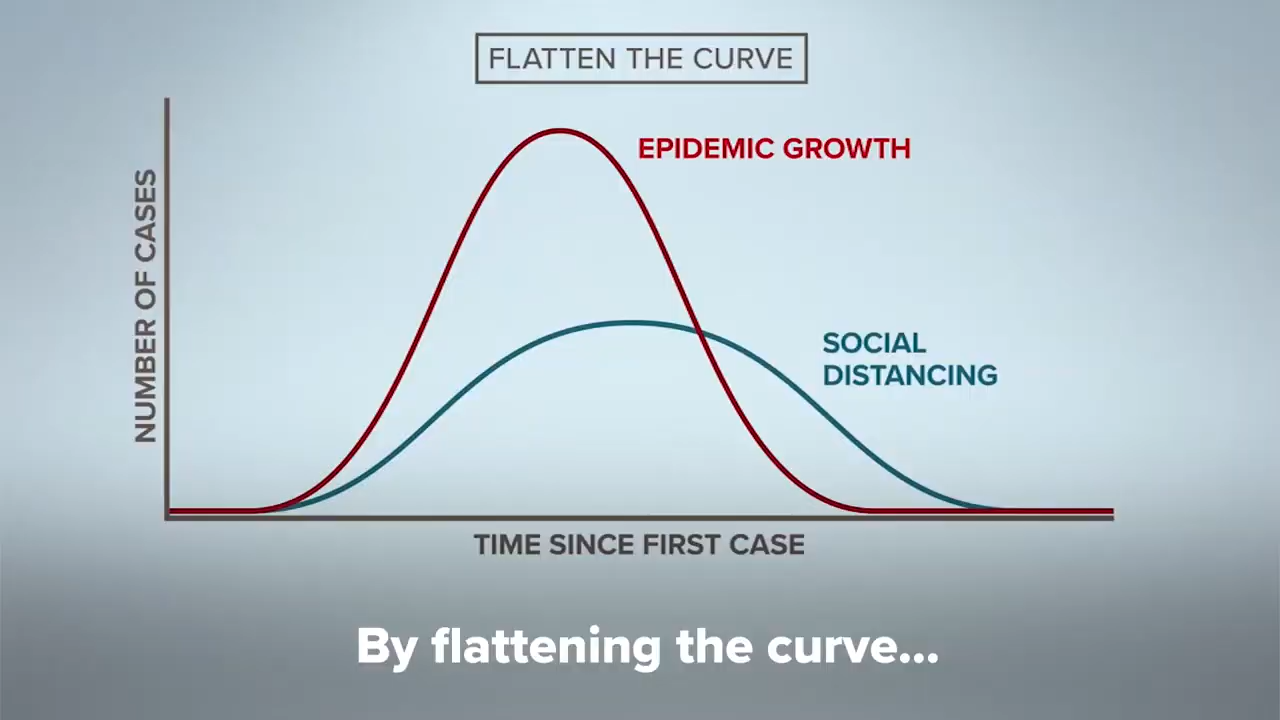 FLATTEN THE CURVE
EPIDEMIC GROWTH
NUMBER OF CASES
SOCIAL
DISTANCING
TIME SINCE FIRST CASE
By flattening the curve...